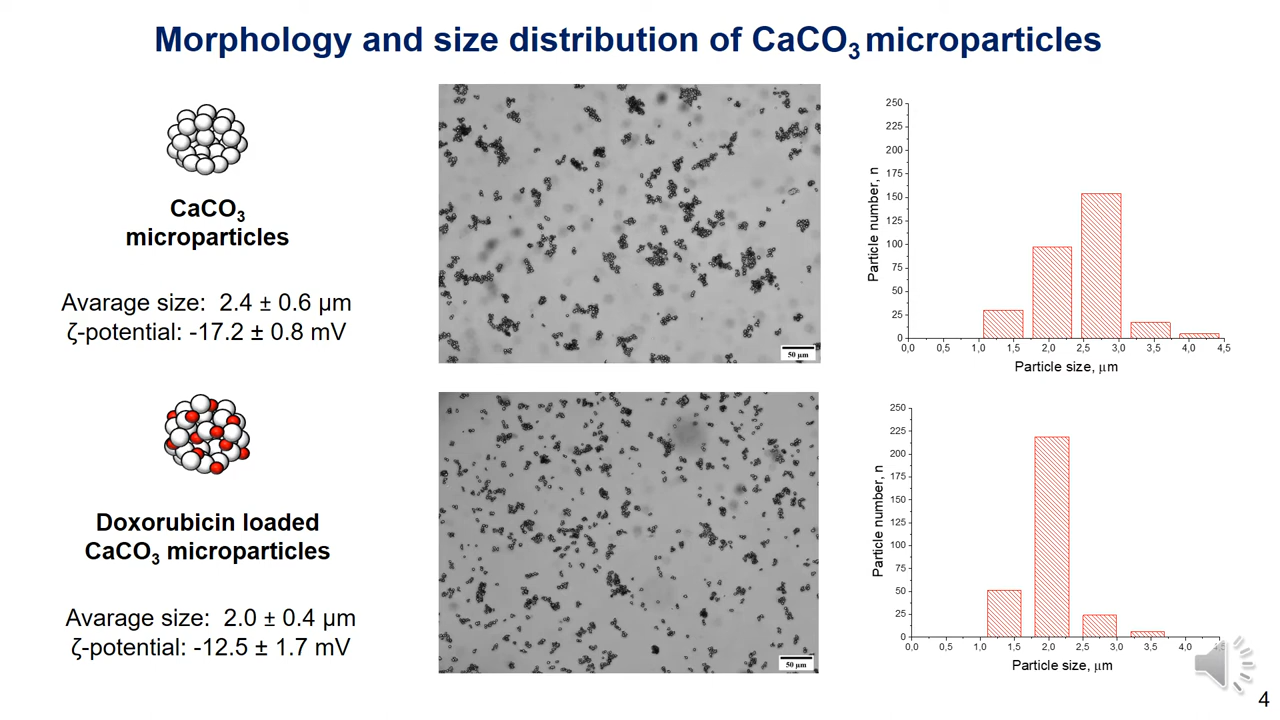 Morphology and size distribution of CaCO₃ microparticles
CaCO₃
microparticles
Avarage size: 2.4 ± 0.6 μm
ζ-potential: -17.2 ± 0.8 mV
50 μm
Particle number, n
250
225
200
175
150
125
100
75
50
25
0
0,0 0,5 1,0 1,5 2,0 2,5 3,0 3,5 4,0 4,5
Particle size, μm
Doxorubicin loaded
CaCO₃ microparticles
Avarage size: 2.0 ± 0.4 μm
ζ-potential: -12.5 ± 1.7 mV
50 μm
Particle number, n
250
225
200
175
150
125
100
75
50
25
0
0,0 0,5 1,0 1,5 2,0 2,5 3,0 3,5 4,0 4,5
Particle size, μm
4